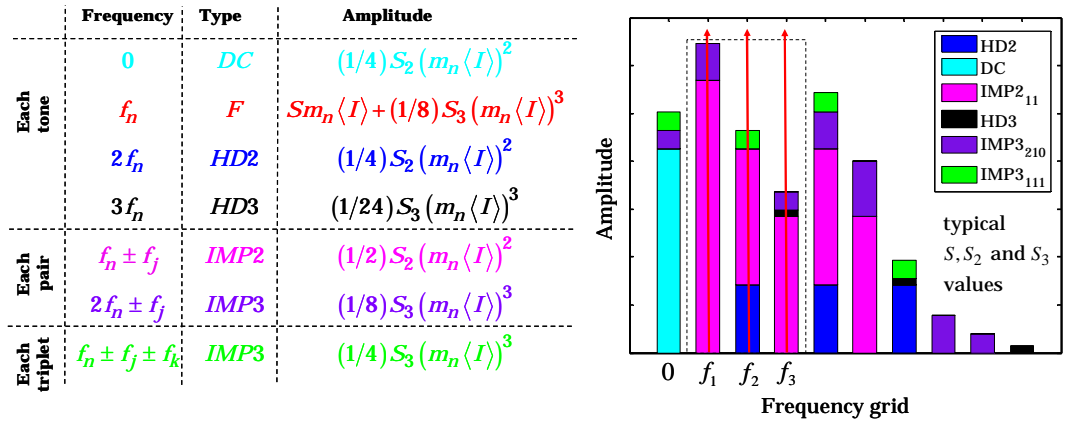 Frequency Type Amplitude
Each tone
0 DC (1/4) S₂ (mₙ⟨I⟩)²
fₙ F Smₙ⟨I⟩ + (1/8) S₃ (mₙ⟨I⟩)³
2fₙ HD2 (1/4) S₂ (mₙ⟨I⟩)²
3fₙ HD3 (1/24) S₃ (mₙ⟨I⟩)³
Each pair
fₙ ± fⱼ IMP2 (1/2) S₂ (mₙ⟨I⟩)²
2fₙ ± fⱼ IMP3 (1/8) S₃ (mₙ⟨I⟩)³
Each triplet
fₙ ± fⱼ ± fₖ IMP3 (1/4) S₃ (mₙ⟨I⟩)³
Amplitude
HD2
DC
IMP2₁₁
HD3
IMP3₂₁₀
IMP3₁₁₁
typical
S, S₂ and S₃
values
0 f₁ f₂ f₃
Frequency grid